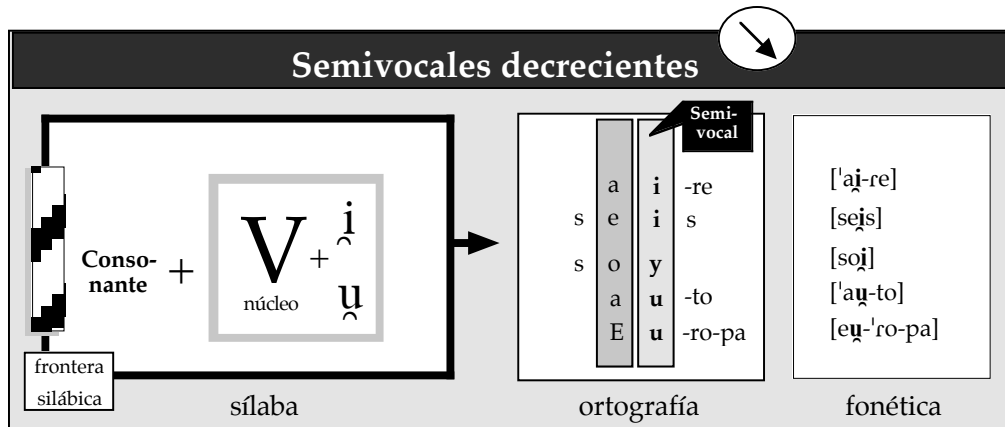 Semivocales decrecientes
Semi-
vocal
Conso-
nante
+
V
núcleo
+
i̯
u̯
frontera
silábica
sílaba
a i -re
s e i s
s o y
a u -to
E u -ro-pa
ortografía
[ˈai̯-ɾe]
[sei̯s]
[soi̯]
[ˈau̯-to]
[eu̯-ˈɾo-pa]
fonética